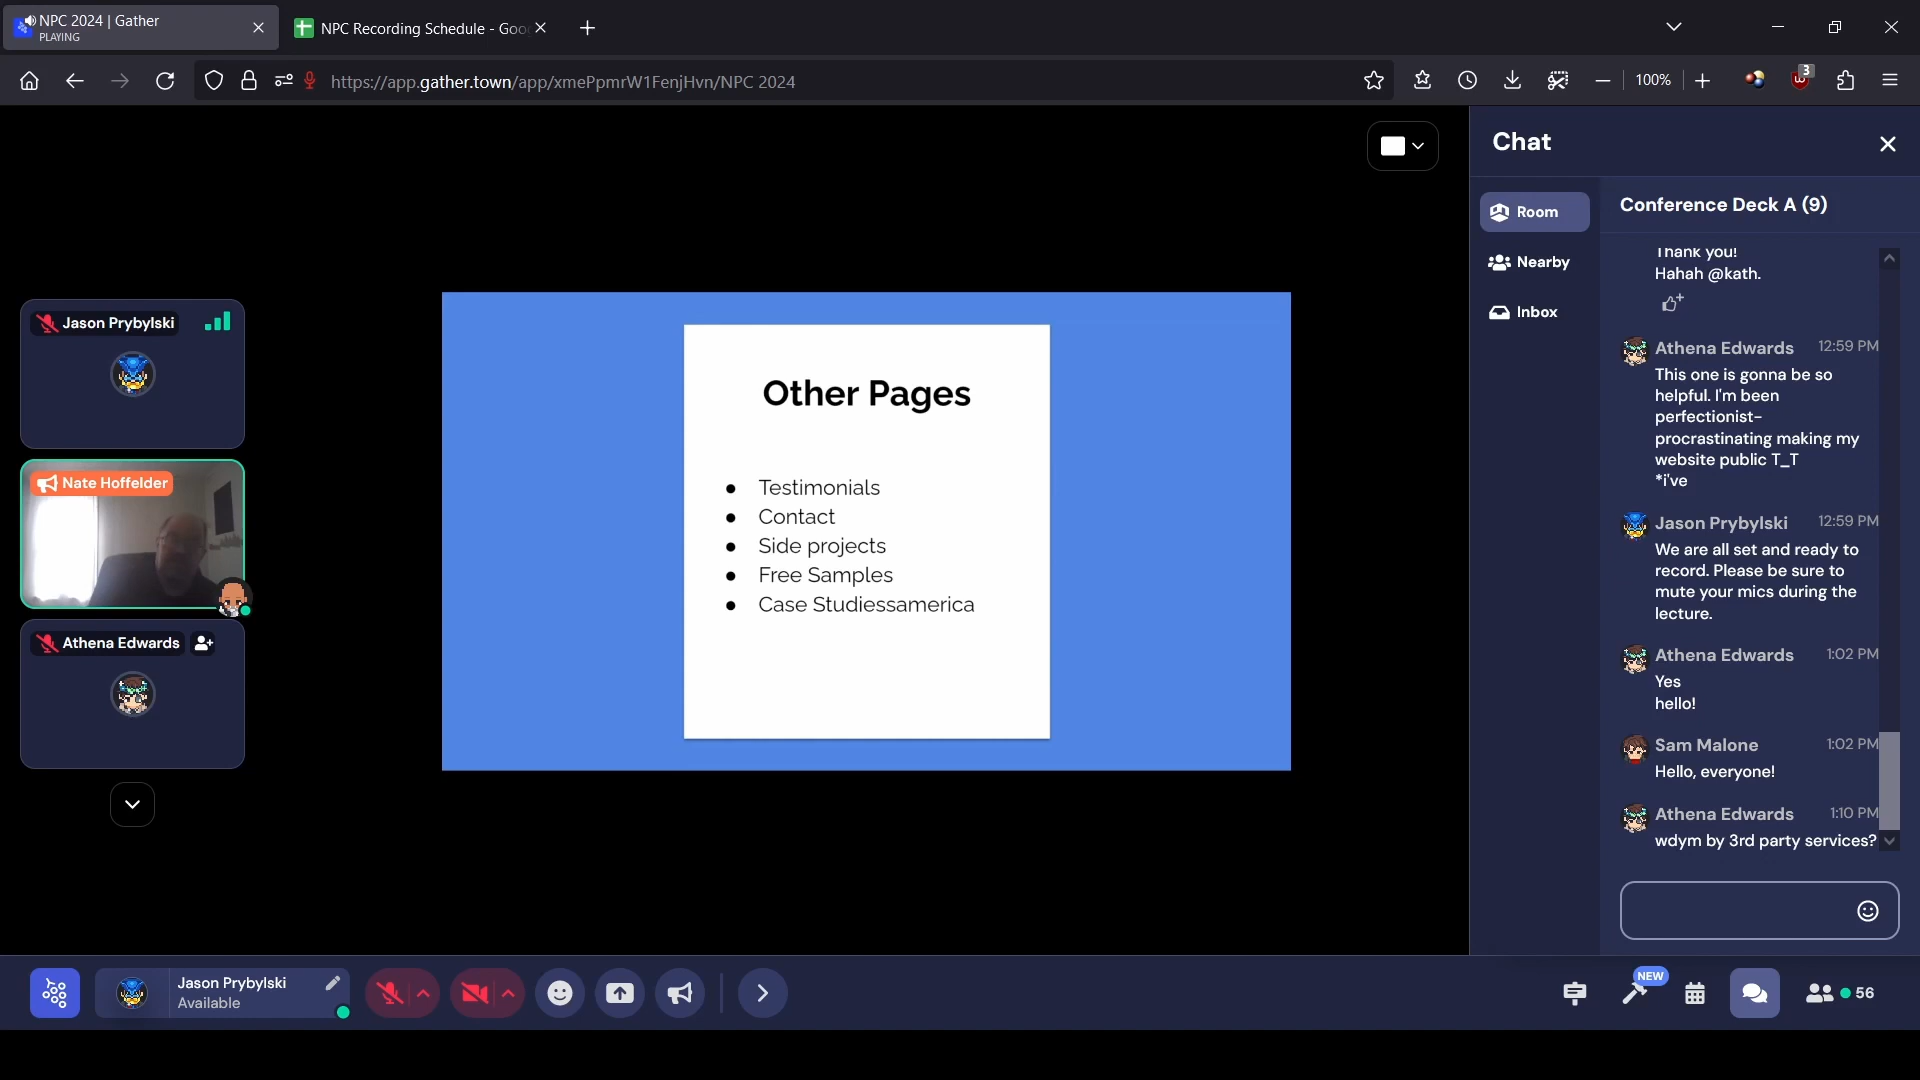 NPC 2024 | Gather
PLAYING
NPC Recording Schedule - Goo
https://app.gather.town/app/xmePpmrW1FenjHvn/NPC 2024
100%
3
Jason Prybylski
Nate Hoffelder
Athena Edwards
Other Pages
● Testimonials
● Contact
● Side projects
● Free Samples
● Case Studiessamerica
Chat
Room
Nearby
Inbox
Conference Deck A (9)
Thank you!
Hahah @kath.
Athena Edwards 12:59 PM
This one is gonna be so
helpful. I'm been
perfectionist-
procrastinating making my
website public T_T
*i've
Jason Prybylski 12:59 PM
We are all set and ready to
record. Please be sure to
mute your mics during the
lecture.
Athena Edwards 1:02 PM
Yes
hello!
Sam Malone 1:02 PM
Hello, everyone!
Athena Edwards 1:10 PM
wdym by 3rd party services?
Jason Prybylski
Available
NEW
56